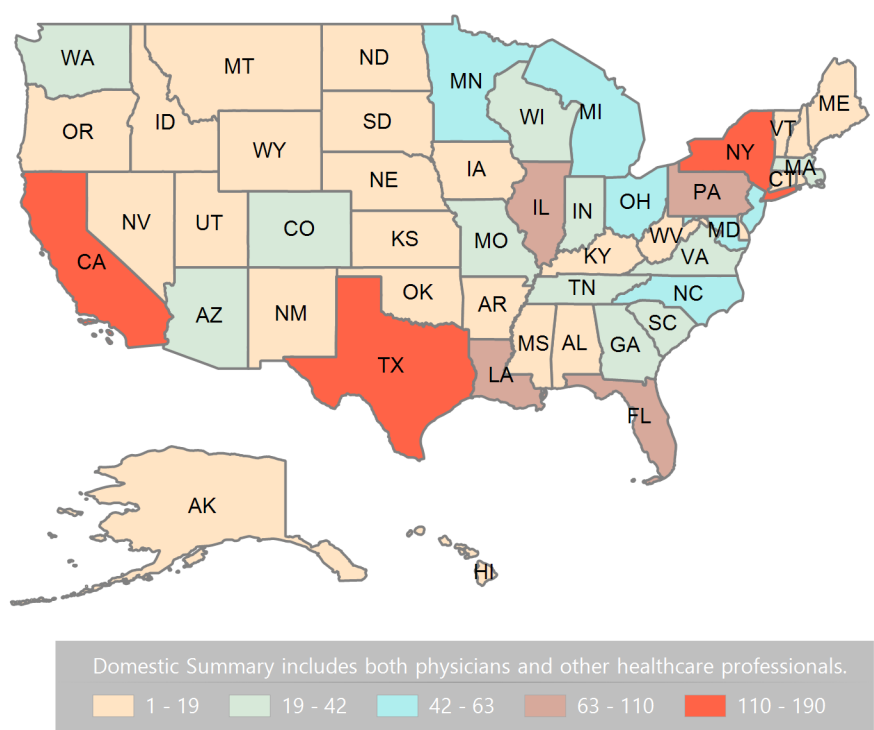 WA
MT
ND
MN
ME
OR
ID
SD
WI
MI
VT
WY
NY
MA
IA
CT
NE
PA
NV
UT
CO
IL
IN
OH
MD
KS
MO
WV
VA
CA
KY
TN
NC
AZ
NM
OK
AR
SC
MS
AL
GA
TX
LA
FL
AK
HI
Domestic Summary includes both physicians and other healthcare professionals.
1 - 19 19 - 42 42 - 63 63 - 110 110 - 190